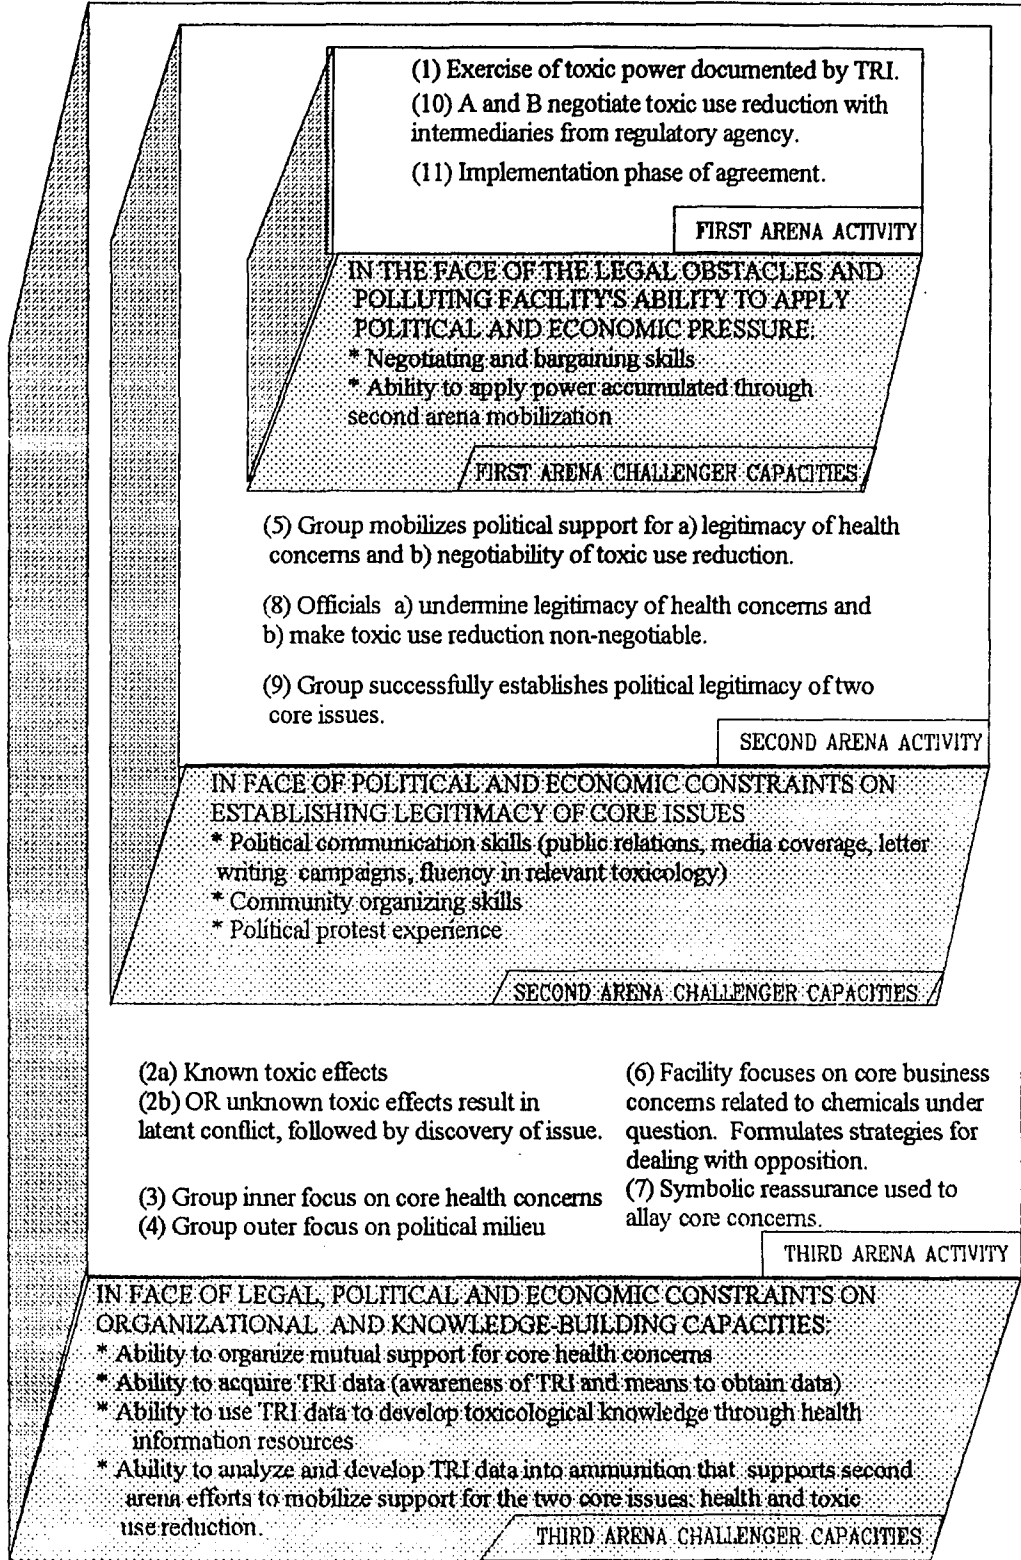 (1) Exercise of toxic power documented by TRI.
(10) A and B negotiate toxic use reduction with
intermediaries from regulatory agency.
(11) Implementation phase of agreement.
FIRST ARENA ACTIVITY
IN THE FACE OF THE LEGAL OBSTACLES AND
POLLUTING FACILITY'S ABILITY TO APPLY
POLITICAL AND ECONOMIC PRESSURE:
* Negotiating and bargaining skills
* Ability to apply power accumulated through
second arena mobilization
FIRST ARENA CHALLENGER CAPACITIES
(5) Group mobilizes political support for a) legitimacy of health
concerns and b) negotiability of toxic use reduction.
(8) Officials a) undermine legitimacy of health concerns and
b) make toxic use reduction non-negotiable.
(9) Group successfully establishes political legitimacy of two
core issues.
SECOND ARENA ACTIVITY
IN FACE OF POLITICAL AND ECONOMIC CONSTRAINTS ON
ESTABLISHING LEGITIMACY OF CORE ISSUES
* Political communication skills (public relations, media coverage, letter
writing campaigns, fluency in relevant toxicology)
* Community organizing skills
* Political protest experience
SECOND ARENA CHALLENGER CAPACITIES
(2a) Known toxic effects
(2b) OR unknown toxic effects result in
latent conflict, followed by discovery of issue.
(3) Group inner focus on core health concerns
(4) Group outer focus on political milieu
(6) Facility focuses on core business
concerns related to chemicals under
question. Formulates strategies for
dealing with opposition.
(7) Symbolic reassurance used to
allay core concerns.
THIRD ARENA ACTIVITY
IN FACE OF LEGAL, POLITICAL AND ECONOMIC CONSTRAINTS ON
ORGANIZATIONAL AND KNOWLEDGE-BUILDING CAPACITIES:
* Ability to organize mutual support for core health concerns
* Ability to acquire TRI data (awareness of TRI and means to obtain data)
* Ability to use TRI data to develop toxicological knowledge through health
information resources
* Ability to analyze and develop TRI data into ammunition that supports second
arena efforts to mobilize support for the two core issues: health and toxic
use reduction.
THIRD ARENA CHALLENGER CAPACITIES